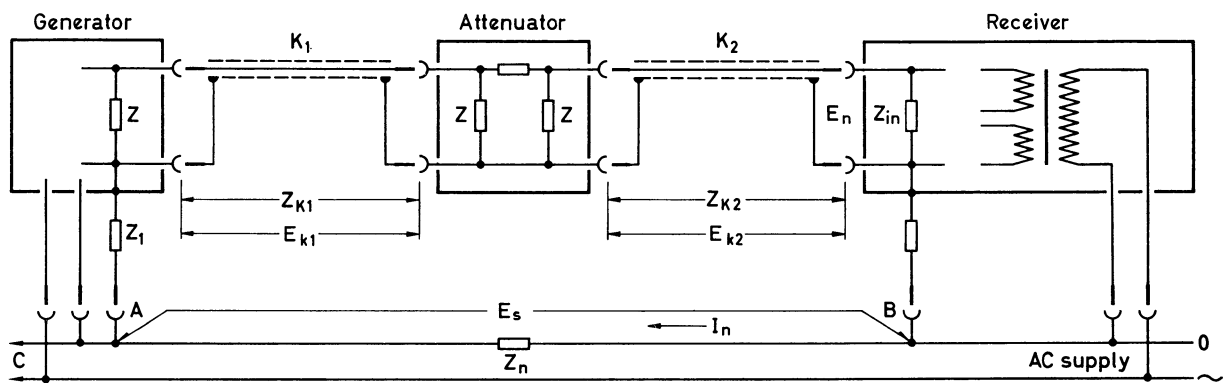 Generator
Attenuator
Receiver
K1
K2
Z
Z
Z
En
Zin
ZK1
ZK2
Z1
Ek1
Ek2
A
Es
B
In
C
Zn
AC supply
0
~